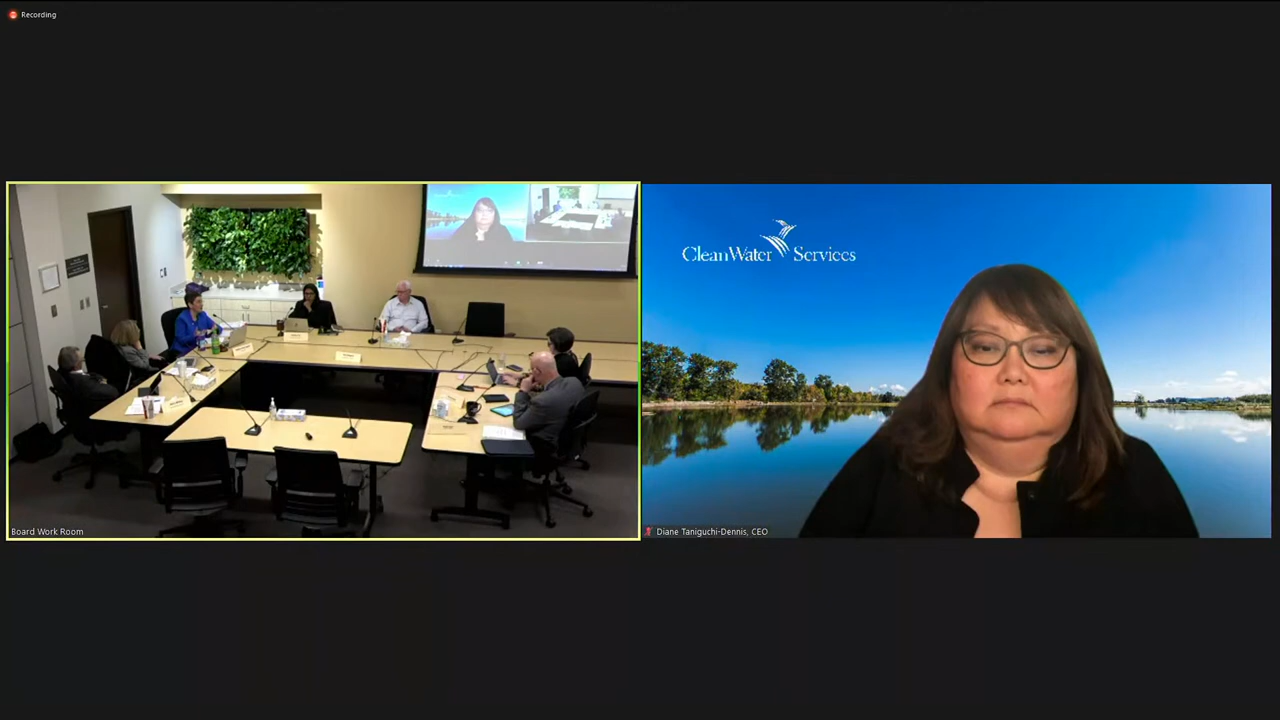 Recording
CleanWater Services
Board Work Room
Diane Taniguchi-Dennis, CEO